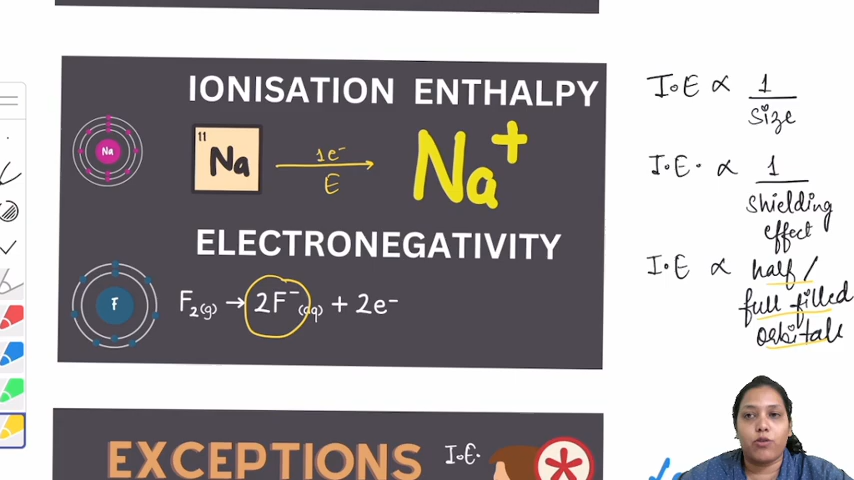 IONISATION ENTHALPY
Na
11
Na
1e⁻
E
Na⁺
ELECTRONEGATIVITY
F
F₂(g) → 2F⁻(aq) + 2e⁻
EXCEPTIONS
I.E.
*
I.E ∝ 1
size
I.E. ∝ 1
shielding
effect
I.E ∝ half/
full filled
orbitals